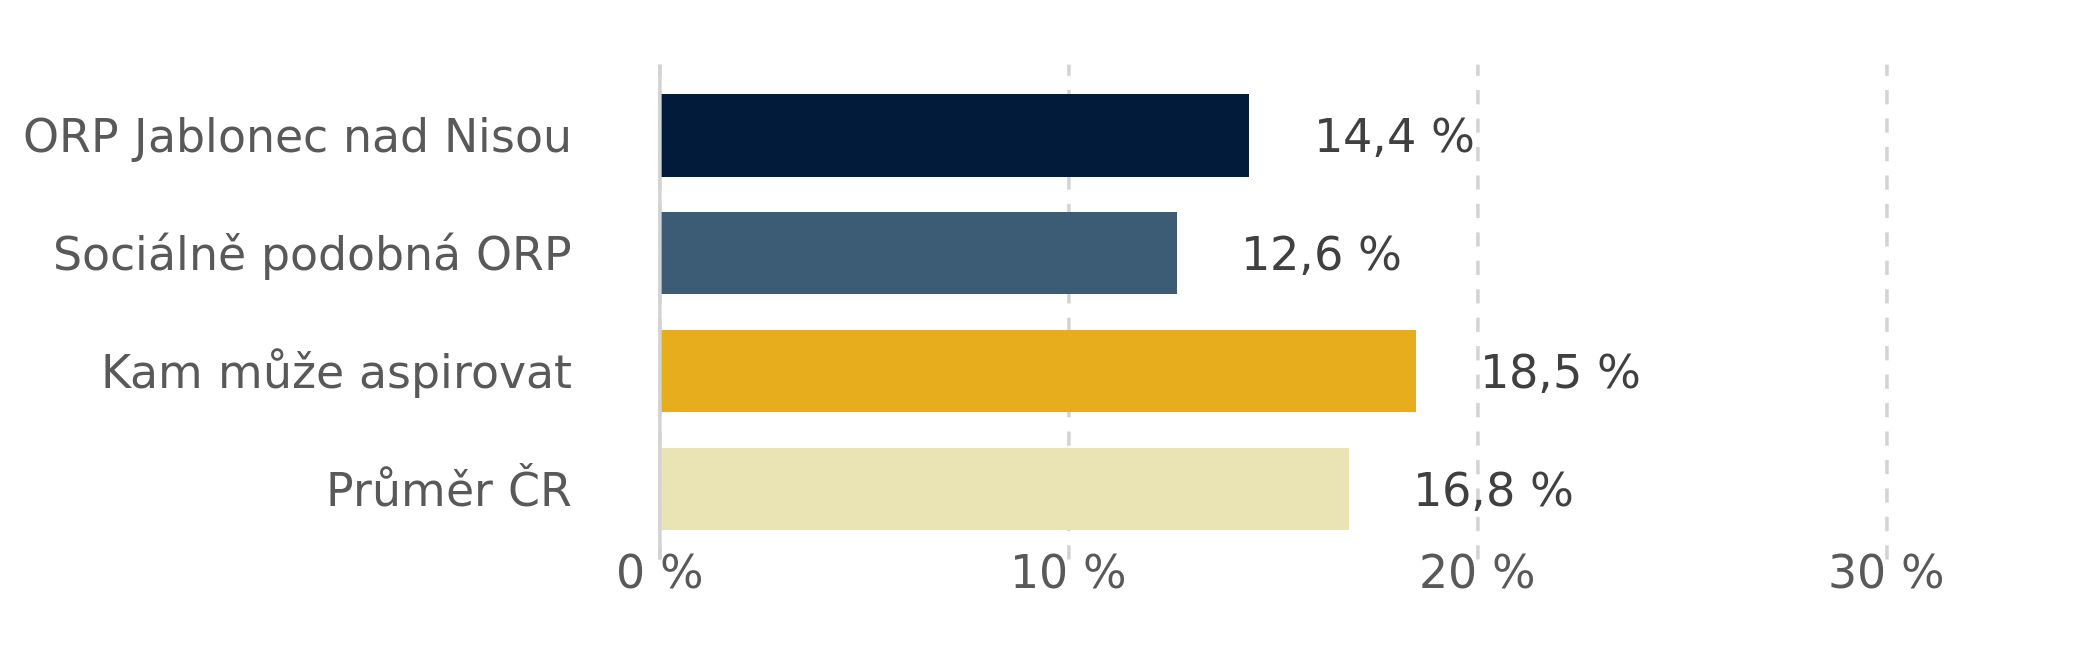 ORP Jablonec nad Nisou 14,4 %
Sociálně podobná ORP 12,6 %
Kam může aspirovat 18,5 %
Průměr ČR 16,8 %
0 % 10 % 20 % 30 %